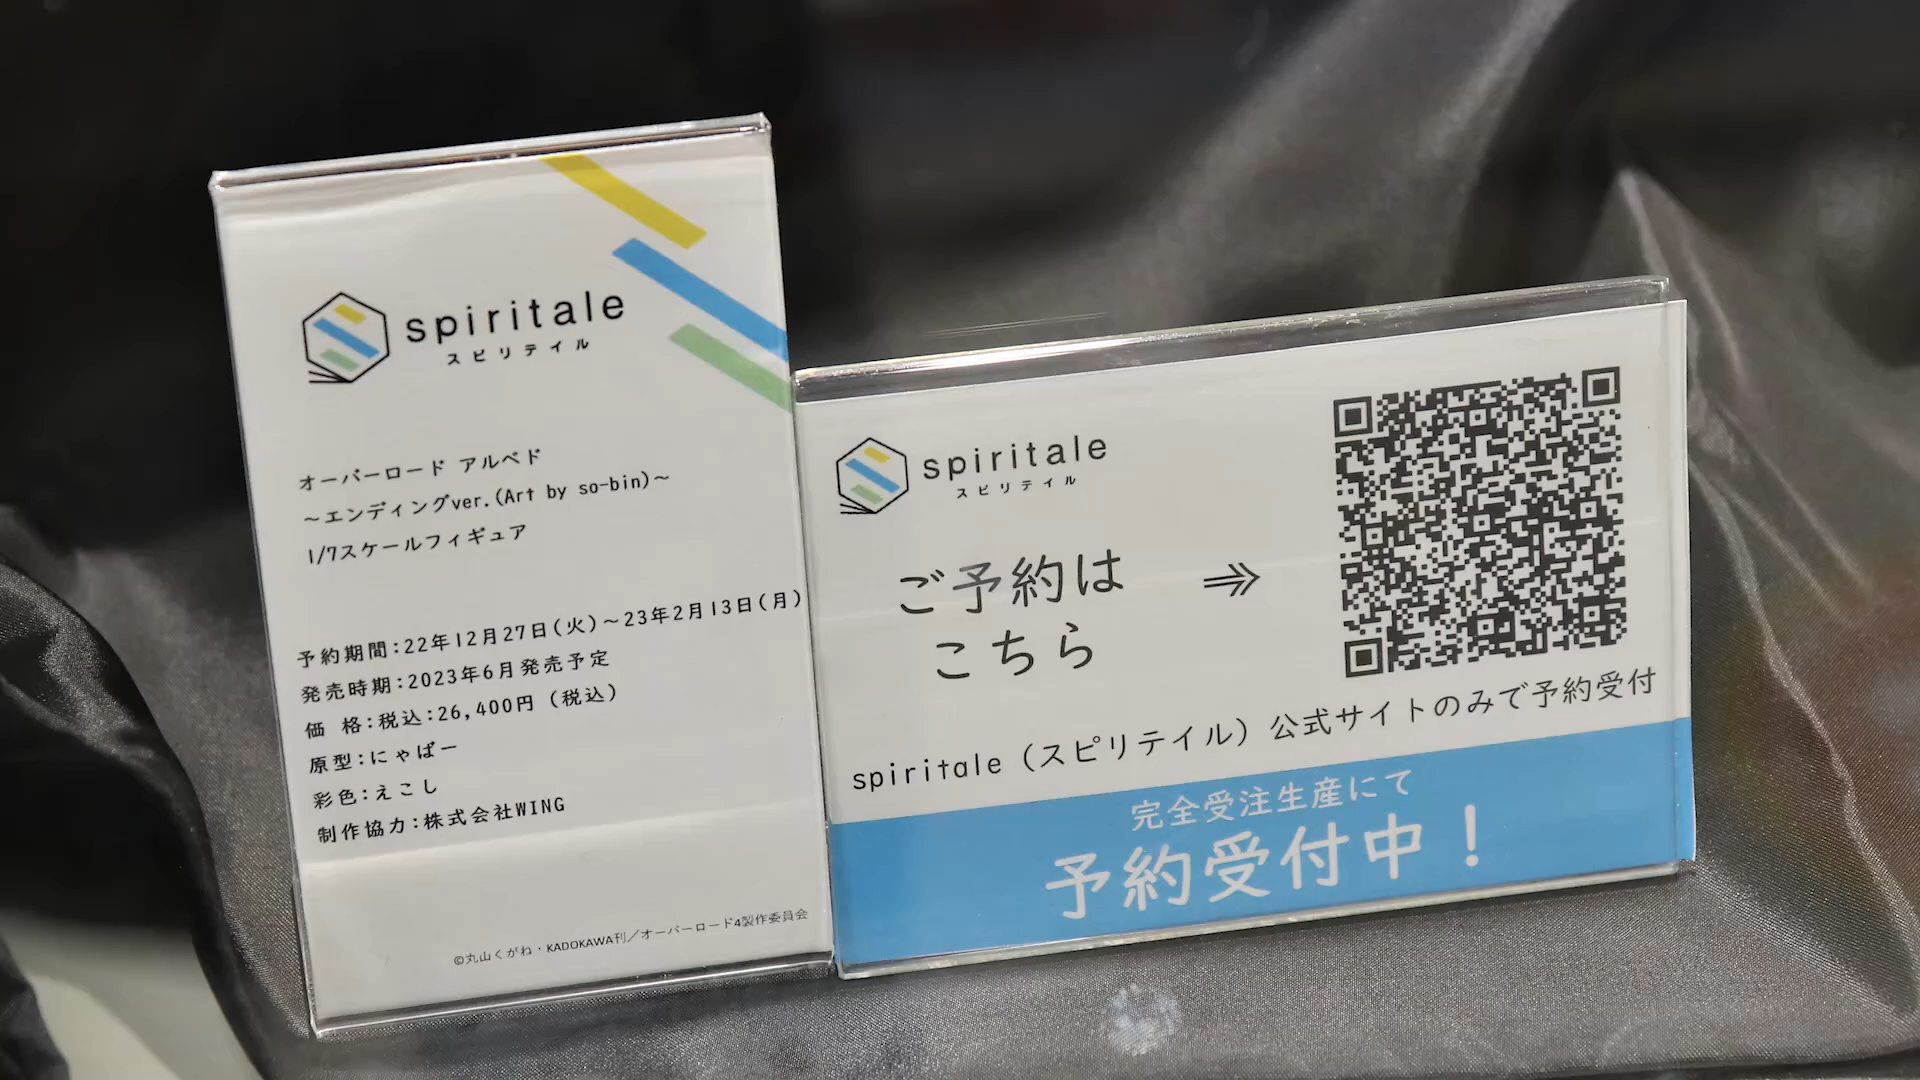 spiritale
スピリテイル
オーバーロード アルベド
～エンディングver.(Art by so-bin)～
1/7スケールフィギュア
予約期間:22年12月27日(火)～23年2月13日(月)
発売時期:2023年6月発売予定
価 格:税込:26,400円 (税込)
原型:にゃばー
彩色:えこし
制作協力:株式会社WING
©丸山くがね・KADOKAWA刊／オーバーロード4製作委員会
spiritale
スピリテイル
ご予約は
こちら
⇒
spiritale（スピリテイル）公式サイトのみで予約受付
完全受注生産にて
予約受付中！